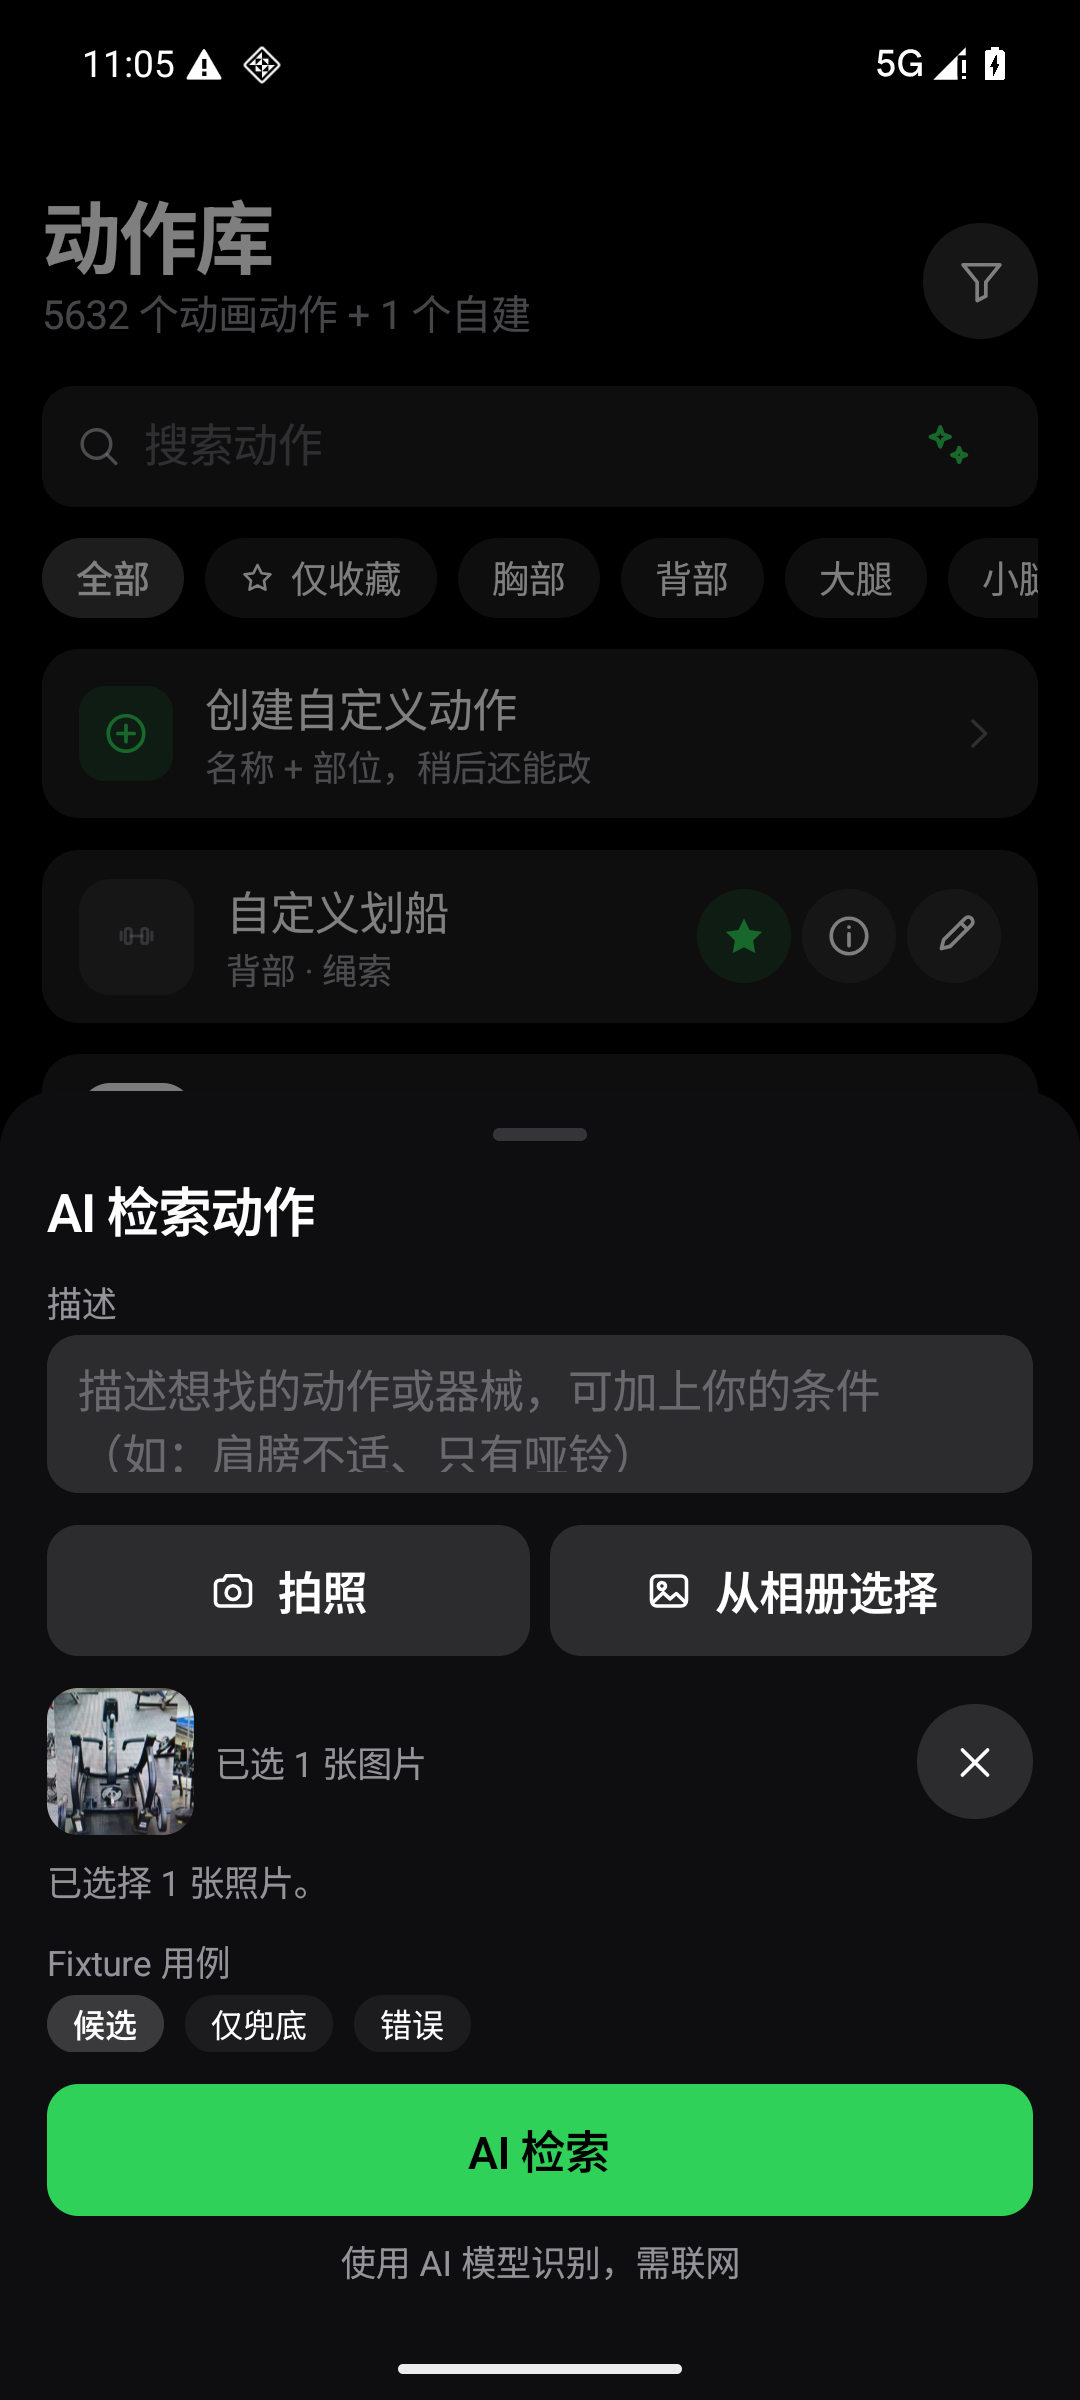 11:05
5G
动作库
5632 个动画动作 + 1 个自建
搜索动作
全部
仅收藏
胸部
背部
大腿
小腿
创建自定义动作
名称 + 部位，稍后还能改
自定义划船
背部 · 绳索
AI 检索动作
描述
描述想找的动作或器械，可加上你的条件
（如：肩膀不适、只有哑铃）
拍照
从相册选择
已选 1 张图片
已选择 1 张照片。
Fixture 用例
候选
仅兜底
错误
AI 检索
使用 AI 模型识别，需联网